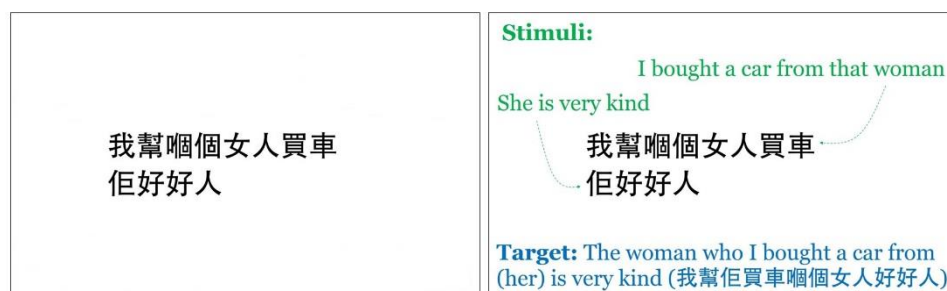 我幫嗰個女人買車
佢好好人
Stimuli:
I bought a car from that woman
She is very kind
我幫嗰個女人買車
佢好好人
Target: The woman who I bought a car from
(her) is very kind (我幫佢買車嗰個女人好好人)